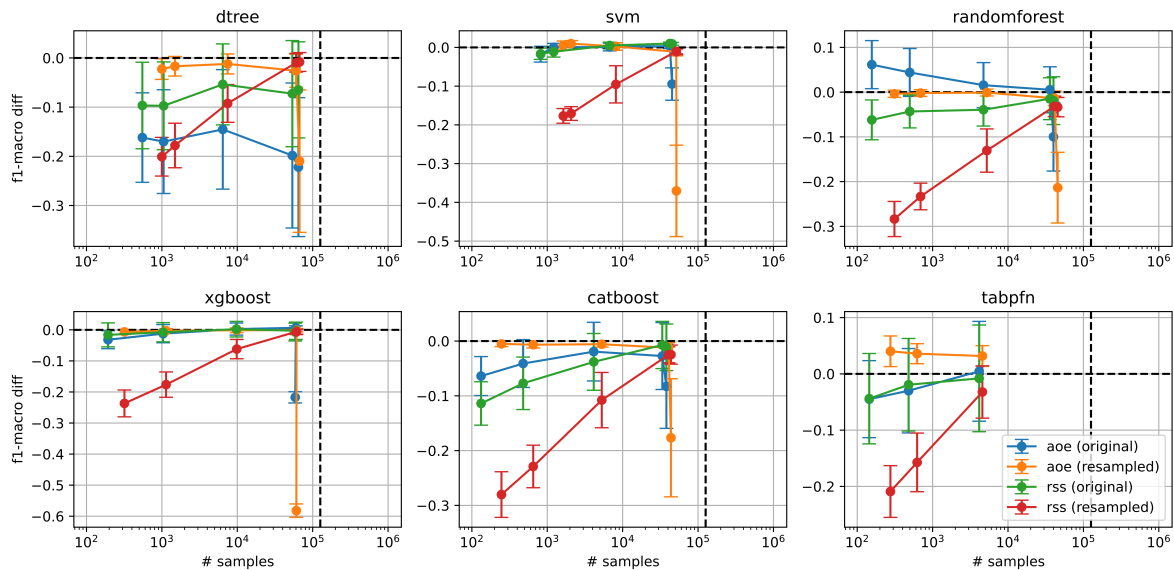 dtree
svm
randomforest
f1-macro diff
0.0
−0.1
−0.2
−0.3
10² 10³ 10⁴ 10⁵ 10⁶
0.0
−0.1
−0.2
−0.3
−0.4
−0.5
10² 10³ 10⁴ 10⁵ 10⁶
0.1
0.0
−0.1
−0.2
−0.3
10² 10³ 10⁴ 10⁵ 10⁶
xgboost
catboost
tabpfn
f1-macro diff
0.0
−0.1
−0.2
−0.3
−0.4
−0.5
−0.6
10² 10³ 10⁴ 10⁵ 10⁶
# samples
0.0
−0.1
−0.2
−0.3
10² 10³ 10⁴ 10⁵ 10⁶
# samples
0.1
0.0
−0.1
−0.2
aoe (original)
aoe (resampled)
rss (original)
rss (resampled)
10² 10³ 10⁴ 10⁵ 10⁶
# samples